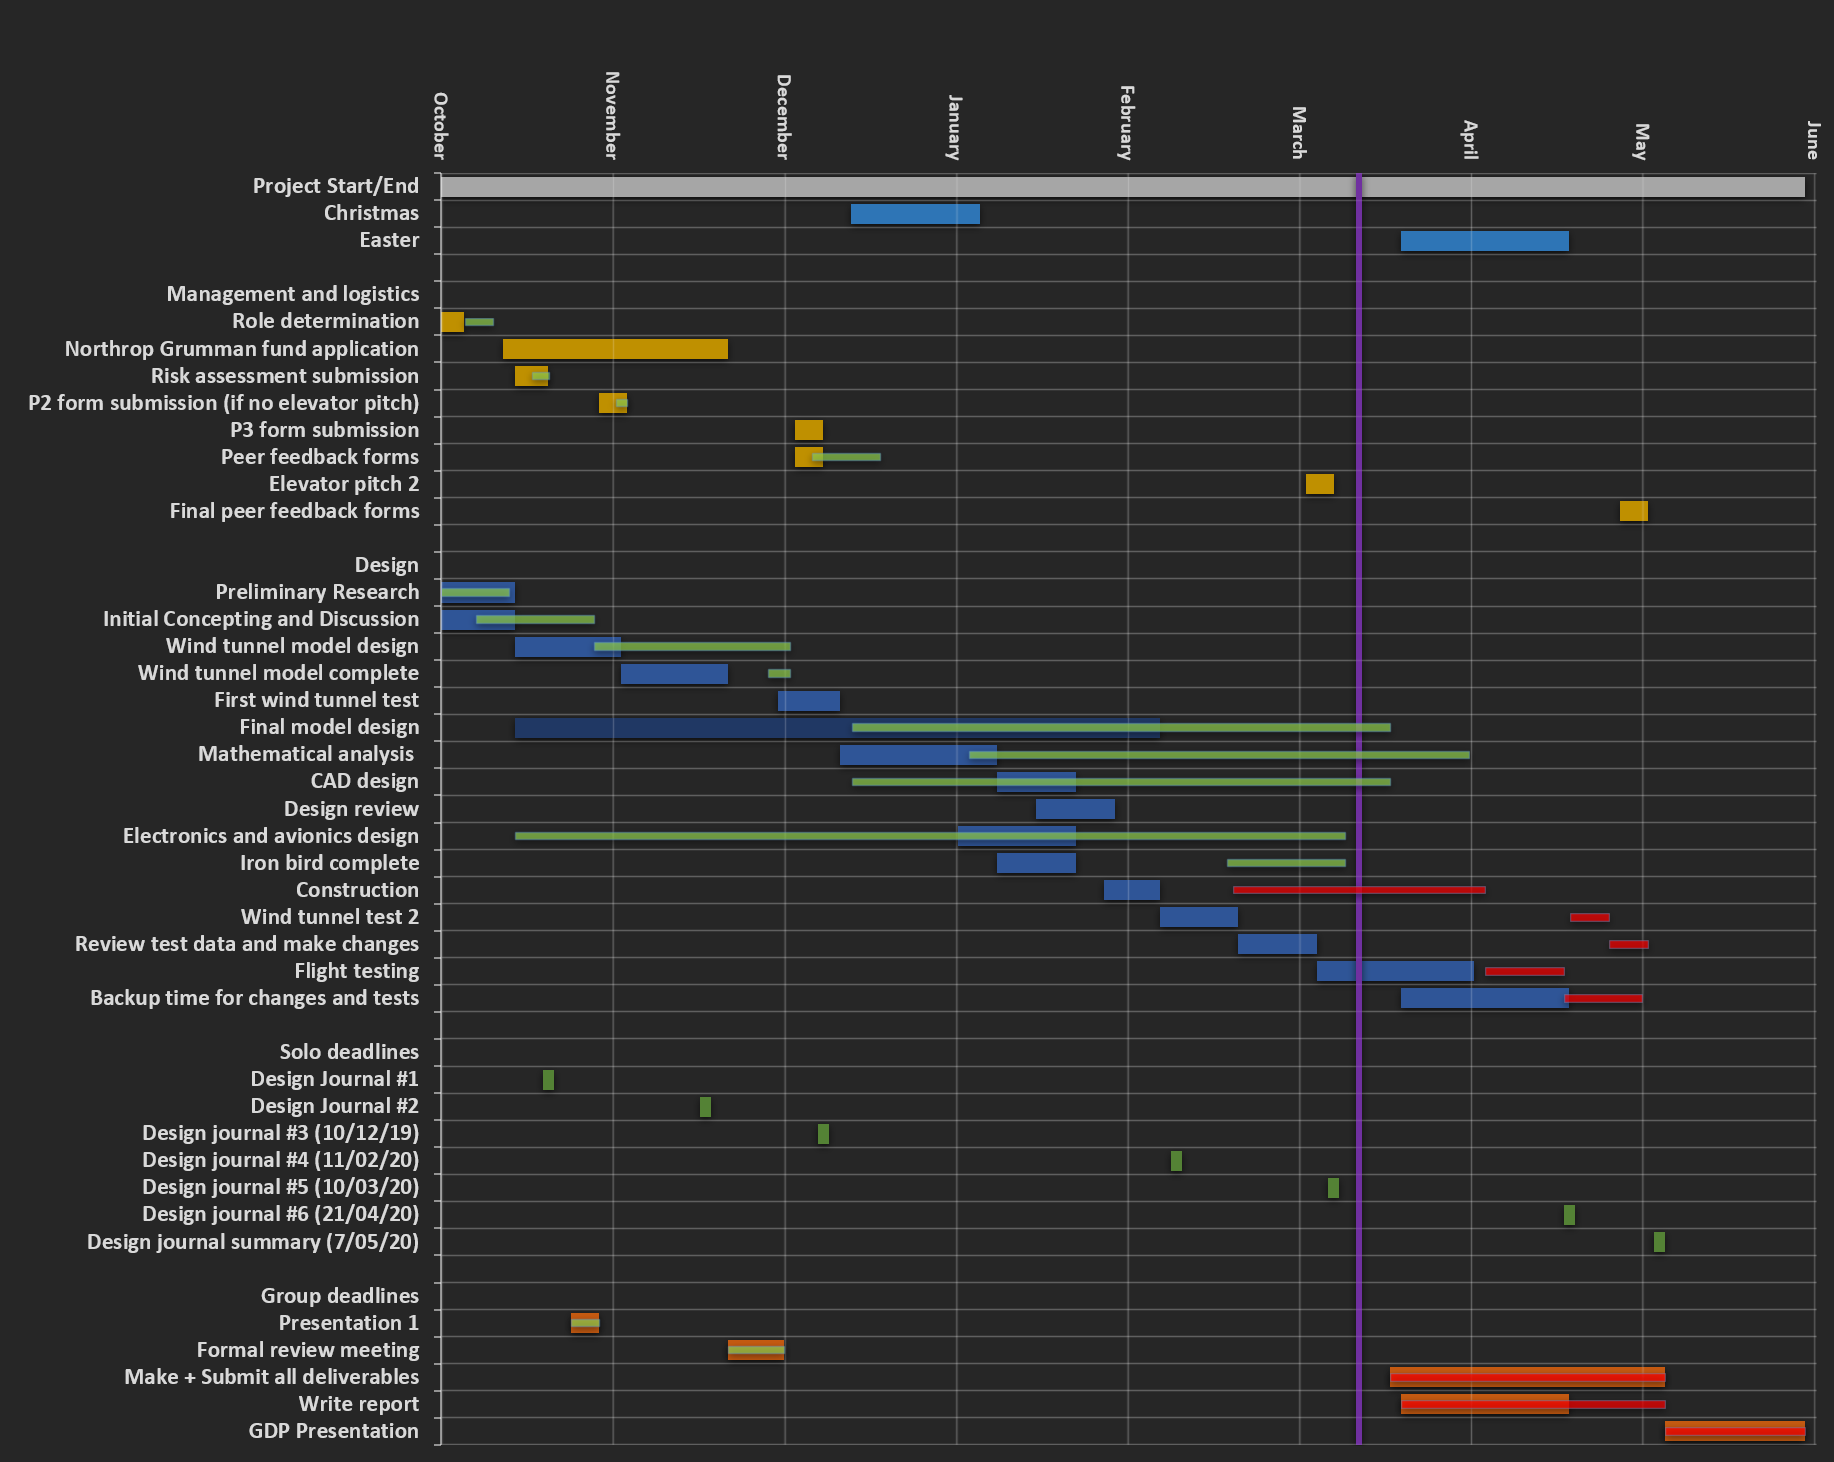 October
November
December
January
February
March
April
May
June
Project Start/End
Christmas
Easter
Management and logistics
Role determination
Northrop Grumman fund application
Risk assessment submission
P2 form submission (if no elevator pitch)
P3 form submission
Peer feedback forms
Elevator pitch 2
Final peer feedback forms
Design
Preliminary Research
Initial Concepting and Discussion
Wind tunnel model design
Wind tunnel model complete
First wind tunnel test
Final model design
Mathematical analysis
CAD design
Design review
Electronics and avionics design
Iron bird complete
Construction
Wind tunnel test 2
Review test data and make changes
Flight testing
Backup time for changes and tests
Solo deadlines
Design Journal #1
Design Journal #2
Design journal #3 (10/12/19)
Design journal #4 (11/02/20)
Design journal #5 (10/03/20)
Design journal #6 (21/04/20)
Design journal summary (7/05/20)
Group deadlines
Presentation 1
Formal review meeting
Make + Submit all deliverables
Write report
GDP Presentation